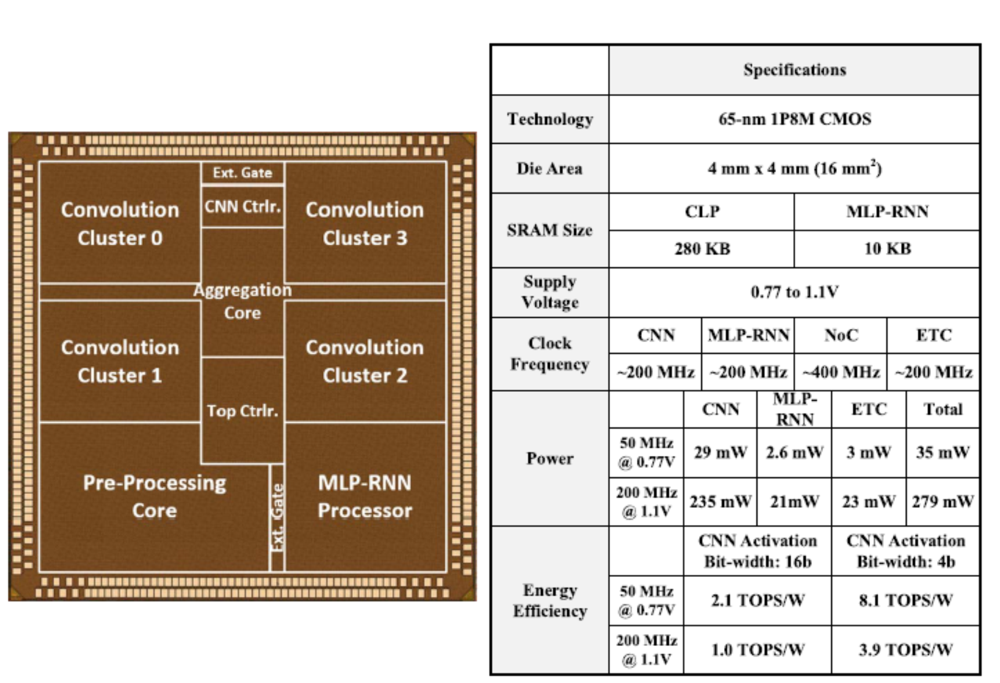 Ext. Gate
CNN Ctrlr.
Convolution
Cluster 0
Convolution
Cluster 3
Aggregation
Core
Convolution
Cluster 1
Convolution
Cluster 2
Top Ctrlr.
Pre-Processing
Core
Ext. Gate
MLP-RNN
Processor
Specifications
Technology
65-nm 1P8M CMOS
Die Area
4 mm x 4 mm (16 mm²)
SRAM Size
CLP
MLP-RNN
280 KB
10 KB
Supply
Voltage
0.77 to 1.1V
Clock
Frequency
CNN
MLP-RNN
NoC
ETC
~200 MHz
~200 MHz
~400 MHz
~200 MHz
Power
CNN
MLP-
RNN
ETC
Total
50 MHz
@ 0.77V
29 mW
2.6 mW
3 mW
35 mW
200 MHz
@ 1.1V
235 mW
21mW
23 mW
279 mW
Energy
Efficiency
CNN Activation
Bit-width: 16b
CNN Activation
Bit-width: 4b
50 MHz
@ 0.77V
2.1 TOPS/W
8.1 TOPS/W
200 MHz
@ 1.1V
1.0 TOPS/W
3.9 TOPS/W